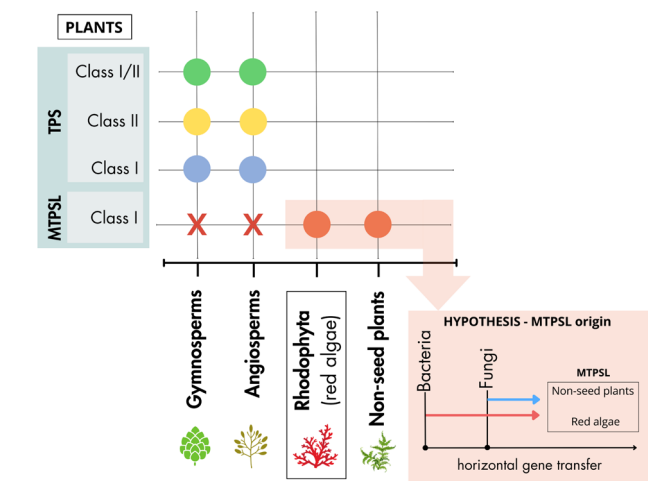 PLANTS
TPS
Class I/II
Class II
Class I
MTPSL
Class I
X X
Gymnosperms
Angiosperms
Rhodophyta
(red algae)
Non-seed plants
HYPOTHESIS - MTPSL origin
Bacteria
Fungi
MTPSL
Non-seed plants
Red algae
horizontal gene transfer